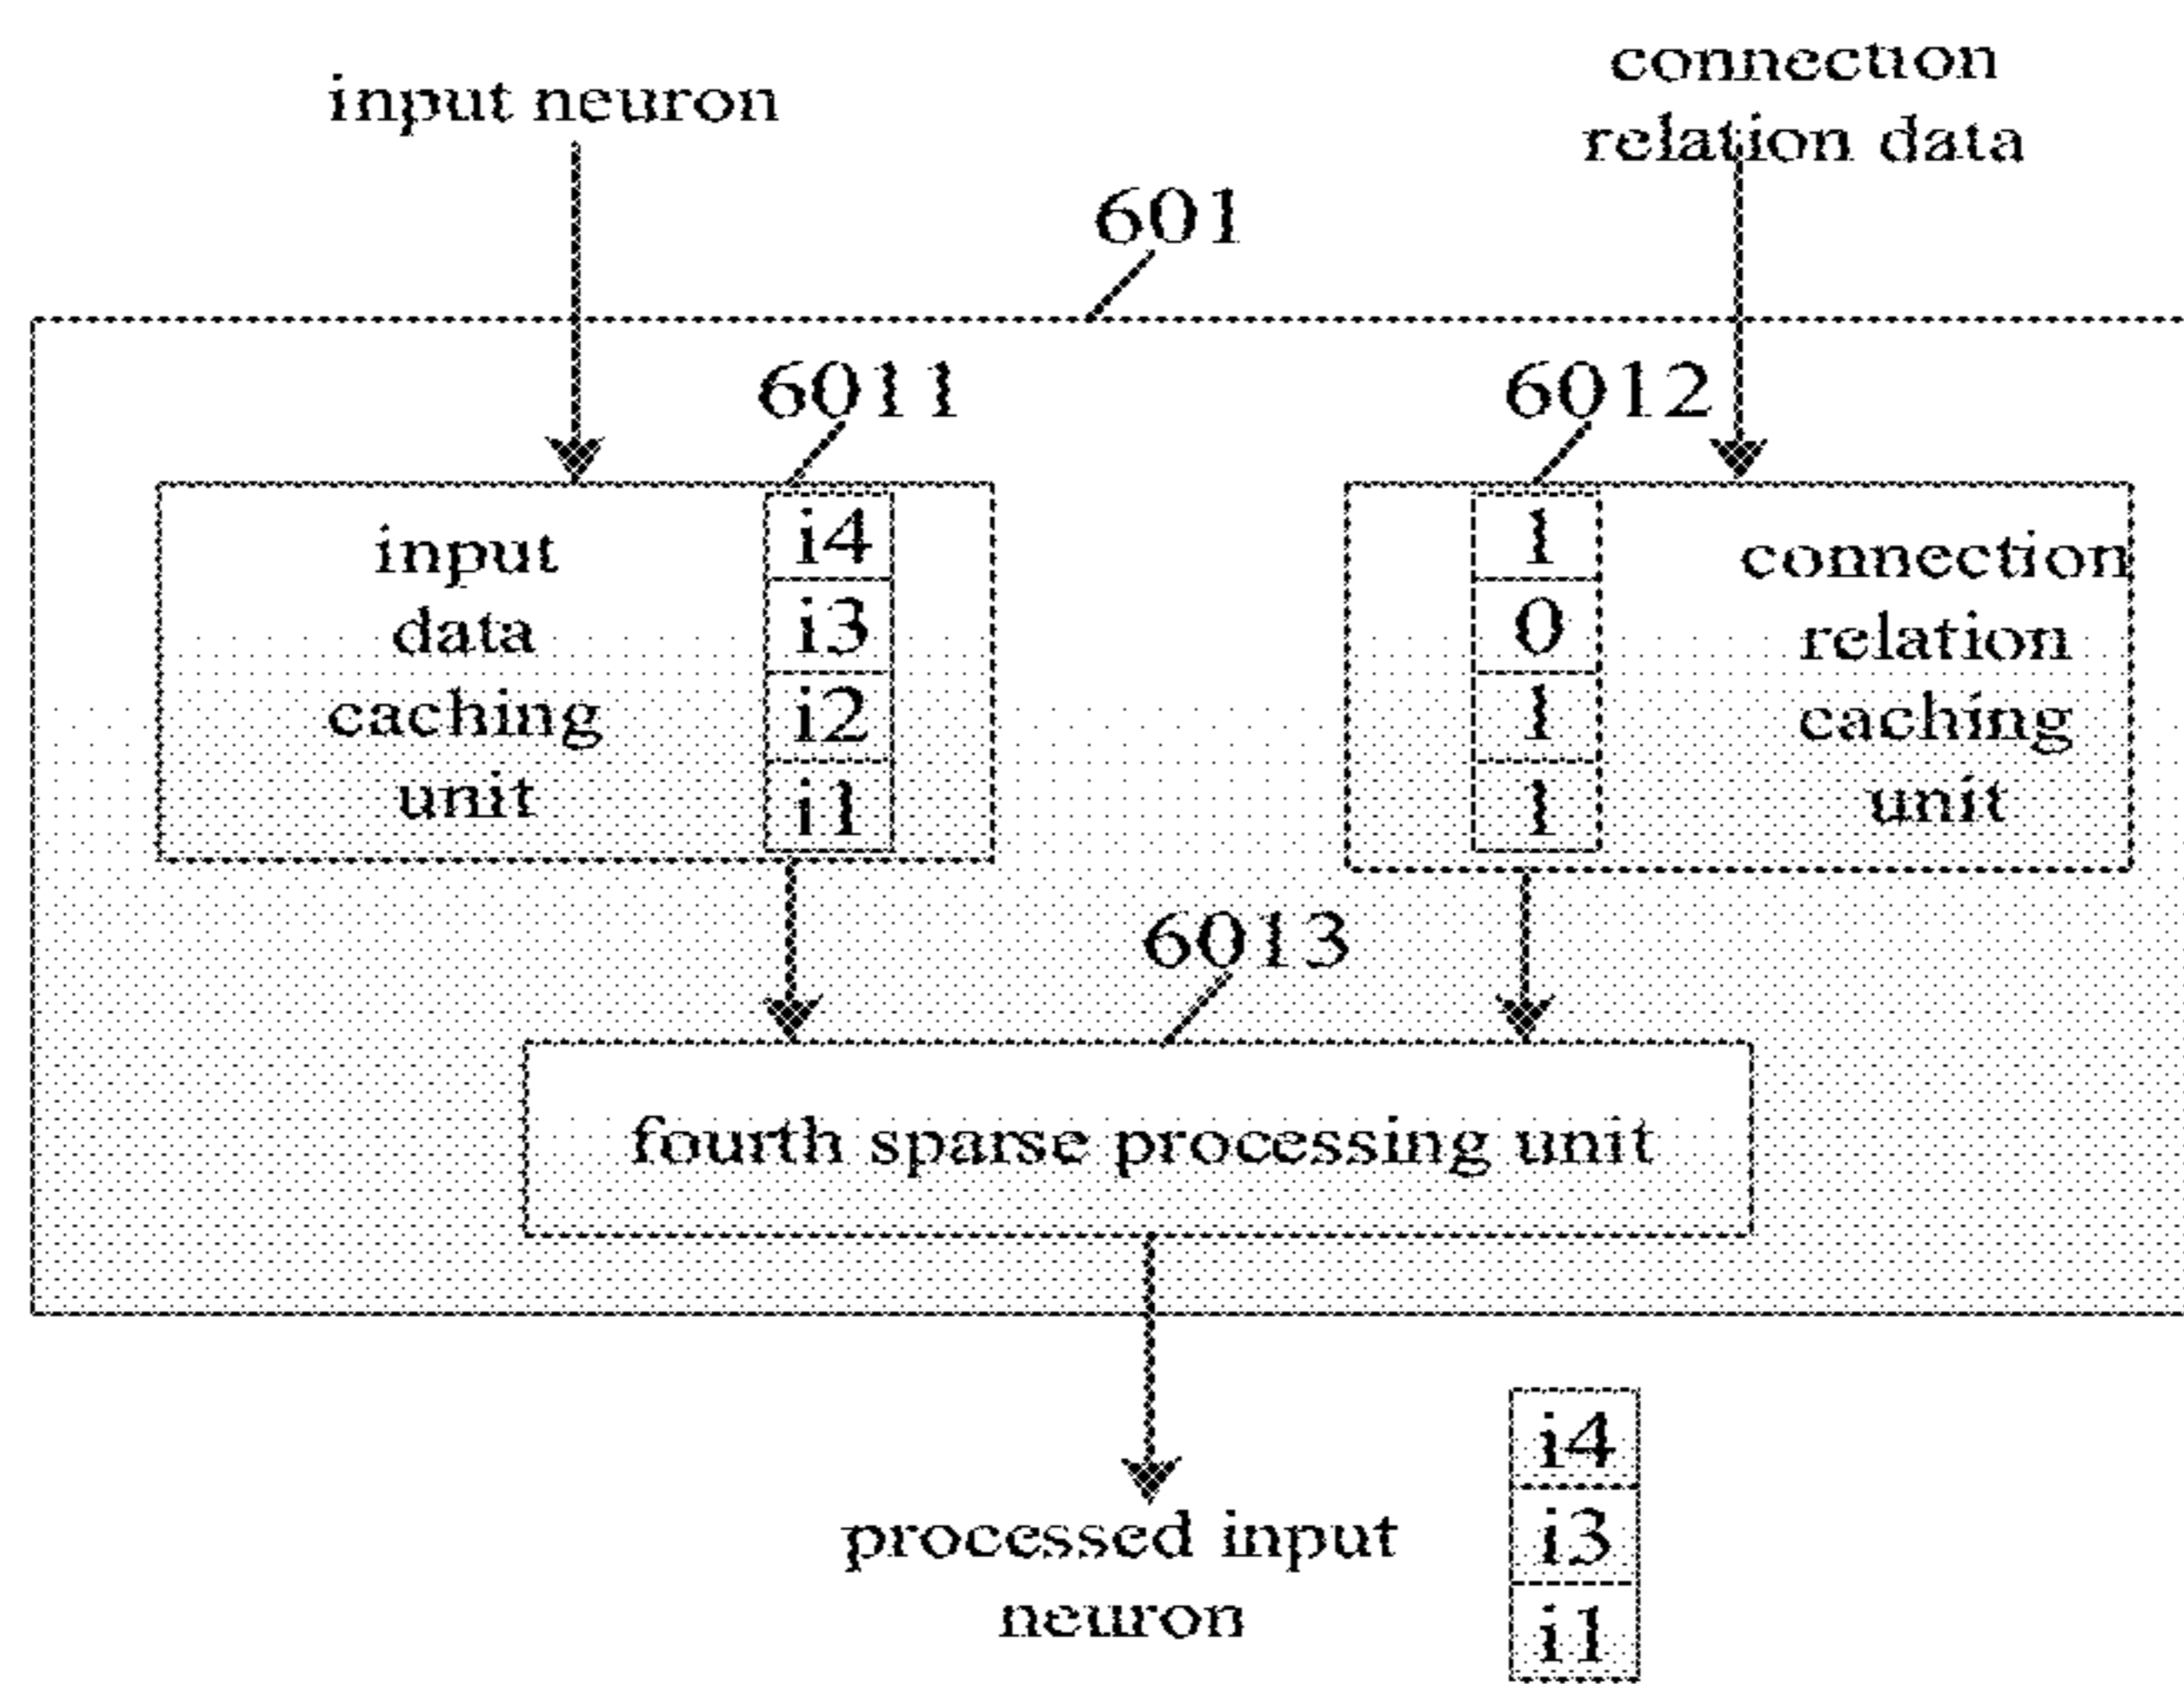 input neuron
connection
relation data
601
6011
6012
input
data
caching
unit
i4
i3
i2
i1
1
0
1
1
connection
relation
caching
unit
6013
fourth sparse processing unit
processed input
neuron
i4
i3
i1